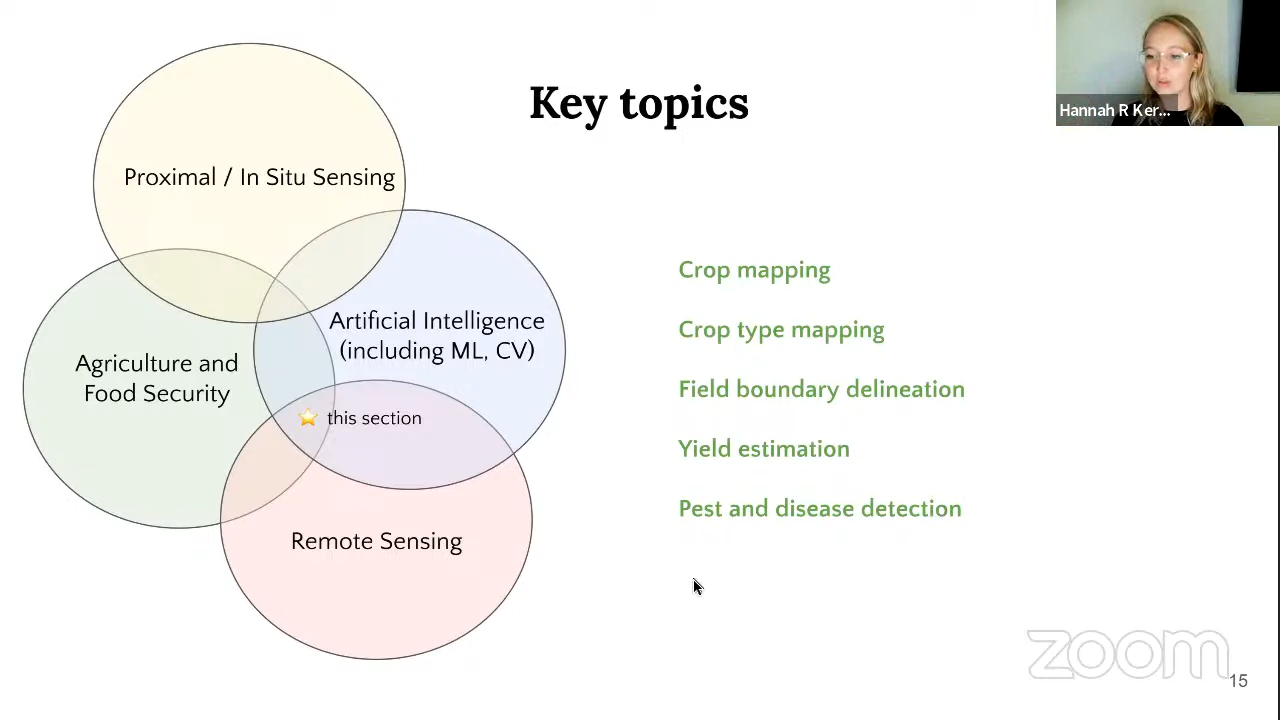 Key topics
Hannah R Ker...
Proximal / In Situ Sensing
Artificial Intelligence
(including ML, CV)
Agriculture and
Food Security
⭐ this section
Remote Sensing
Crop mapping
Crop type mapping
Field boundary delineation
Yield estimation
Pest and disease detection
zoom
15